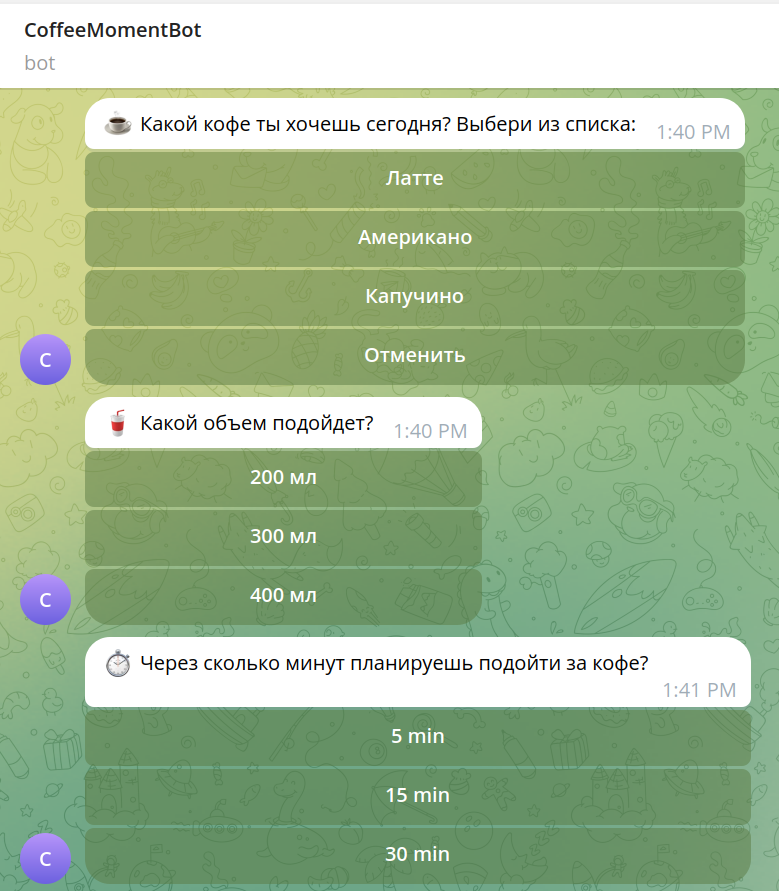 CoffeeMomentBot
bot
Какой кофе ты хочешь сегодня? Выбери из списка:
1:40 PM
Латте
Американо
Капучино
Отменить
C
Какой объем подойдет?
1:40 PM
200 мл
300 мл
400 мл
C
Через сколько минут планируешь подойти за кофе?
1:41 PM
5 min
15 min
30 min
C